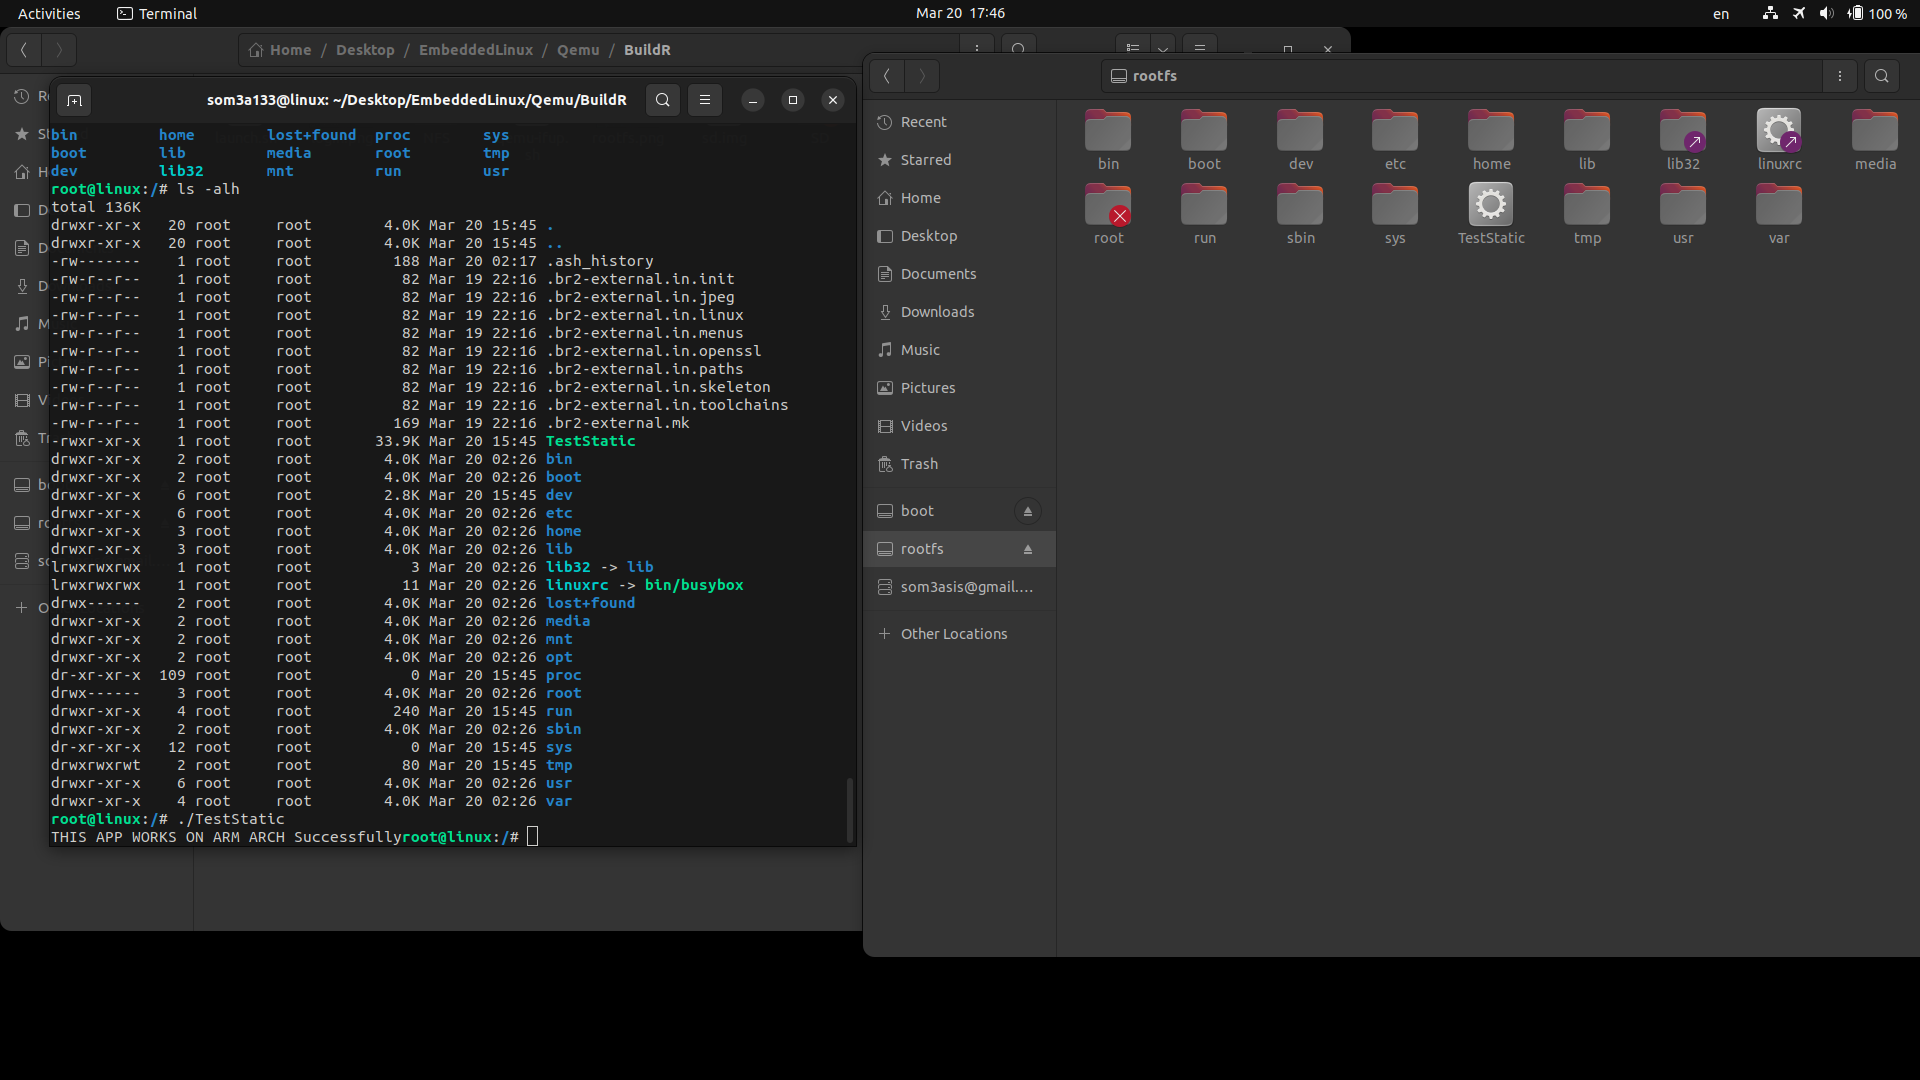 Activities
Terminal
Mar 20 17:46
en
100 %
Home / Desktop / EmbeddedLinux / Qemu / BuildR
som3a133@linux: ~/Desktop/EmbeddedLinux/Qemu/BuildR
bin home lost+found proc sys
boot lib media root tmp
dev lib32 mnt run usr
root@linux:/# ls -alh
total 136K
drwxr-xr-x 20 root root 4.0K Mar 20 15:45 .
drwxr-xr-x 20 root root 4.0K Mar 20 15:45 ..
-rw------- 1 root root 188 Mar 20 02:17 .ash_history
-rw-r--r-- 1 root root 82 Mar 19 22:16 .br2-external.in.init
-rw-r--r-- 1 root root 82 Mar 19 22:16 .br2-external.in.jpeg
-rw-r--r-- 1 root root 82 Mar 19 22:16 .br2-external.in.linux
-rw-r--r-- 1 root root 82 Mar 19 22:16 .br2-external.in.menus
-rw-r--r-- 1 root root 82 Mar 19 22:16 .br2-external.in.openssl
-rw-r--r-- 1 root root 82 Mar 19 22:16 .br2-external.in.paths
-rw-r--r-- 1 root root 82 Mar 19 22:16 .br2-external.in.skeleton
-rw-r--r-- 1 root root 82 Mar 19 22:16 .br2-external.in.toolchains
-rw-r--r-- 1 root root 169 Mar 19 22:16 .br2-external.mk
-rwxr-xr-x 1 root root 33.9K Mar 20 15:45 TestStatic
drwxr-xr-x 2 root root 4.0K Mar 20 02:26 bin
drwxr-xr-x 2 root root 4.0K Mar 20 02:26 boot
drwxr-xr-x 6 root root 2.8K Mar 20 15:45 dev
drwxr-xr-x 6 root root 4.0K Mar 20 02:26 etc
drwxr-xr-x 3 root root 4.0K Mar 20 02:26 home
drwxr-xr-x 3 root root 4.0K Mar 20 02:26 lib
lrwxrwxrwx 1 root root 3 Mar 20 02:26 lib32 -> lib
lrwxrwxrwx 1 root root 11 Mar 20 02:26 linuxrc -> bin/busybox
drwx------ 2 root root 4.0K Mar 20 02:26 lost+found
drwxr-xr-x 2 root root 4.0K Mar 20 02:26 media
drwxr-xr-x 2 root root 4.0K Mar 20 02:26 mnt
drwxr-xr-x 2 root root 4.0K Mar 20 02:26 opt
dr-xr-xr-x 109 root root 0 Mar 20 15:45 proc
drwx------ 3 root root 4.0K Mar 20 02:26 root
drwxr-xr-x 4 root root 240 Mar 20 15:45 run
drwxr-xr-x 2 root root 4.0K Mar 20 02:26 sbin
dr-xr-xr-x 12 root root 0 Mar 20 15:45 sys
drwxrwxrwt 2 root root 80 Mar 20 15:45 tmp
drwxr-xr-x 6 root root 4.0K Mar 20 02:26 usr
drwxr-xr-x 4 root root 4.0K Mar 20 02:26 var
root@linux:/# ./TestStatic
THIS APP WORKS ON ARM ARCH Successfullyroot@linux:/#
rootfs
Recent
Starred
Home
Desktop
Documents
Downloads
Music
Pictures
Videos
Trash
boot
rootfs
som3asis@gmail....
Other Locations
bin boot dev etc home lib lib32 linuxrc media
root run sbin sys TestStatic tmp usr var